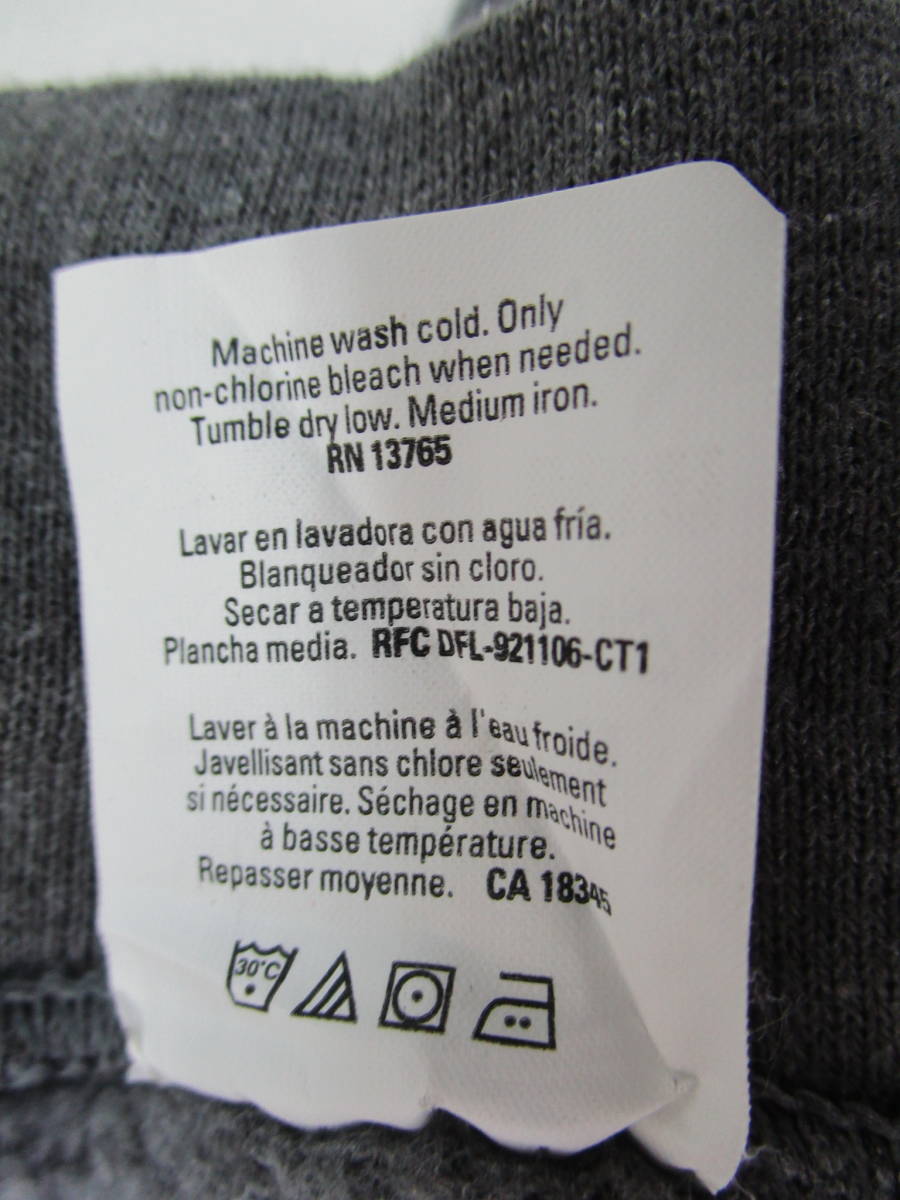 Machine wash cold. Only
non-chlorine bleach when needed.
Tumble dry low. Medium iron.
RN 13765
Lavar en lavadora con agua fría.
Blanqueador sin cloro.
Secar a temperatura baja.
Plancha media. RFC DFL-921106-CT1
Laver à la machine à l'eau froide.
Javellisant sans chlore seulement
si nécessaire. Séchage en machine
à basse température.
Repasser moyenne. CA 18345
30°C